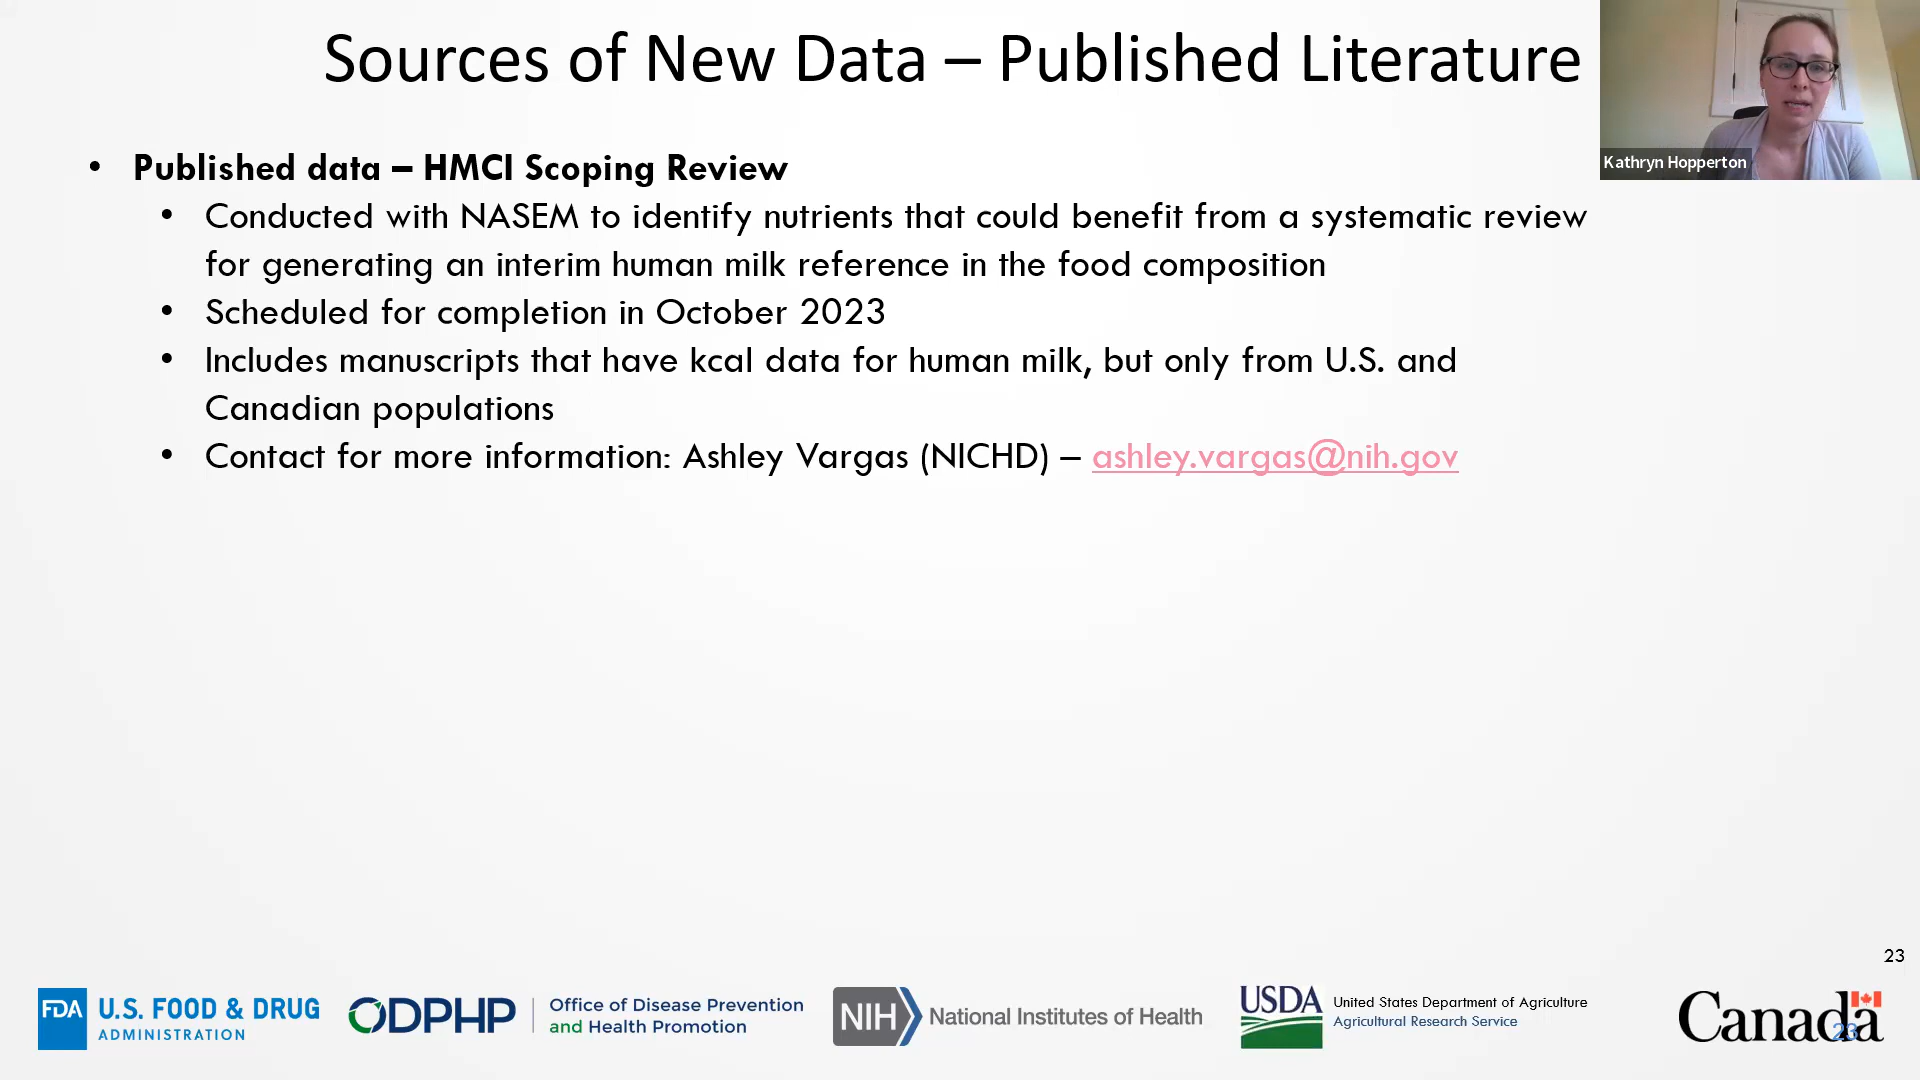 Sources of New Data – Published Literature
Kathryn Hopperton
• Published data – HMCI Scoping Review
• Conducted with NASEM to identify nutrients that could benefit from a systematic review
for generating an interim human milk reference in the food composition
• Scheduled for completion in October 2023
• Includes manuscripts that have kcal data for human milk, but only from U.S. and
Canadian populations
• Contact for more information: Ashley Vargas (NICHD) – ashley.vargas@nih.gov
23
FDA U.S. FOOD & DRUG
ADMINISTRATION
ODPHP
Office of Disease Prevention
and Health Promotion
NIH National Institutes of Health
USDA
United States Department of Agriculture
Agricultural Research Service
Canada
23